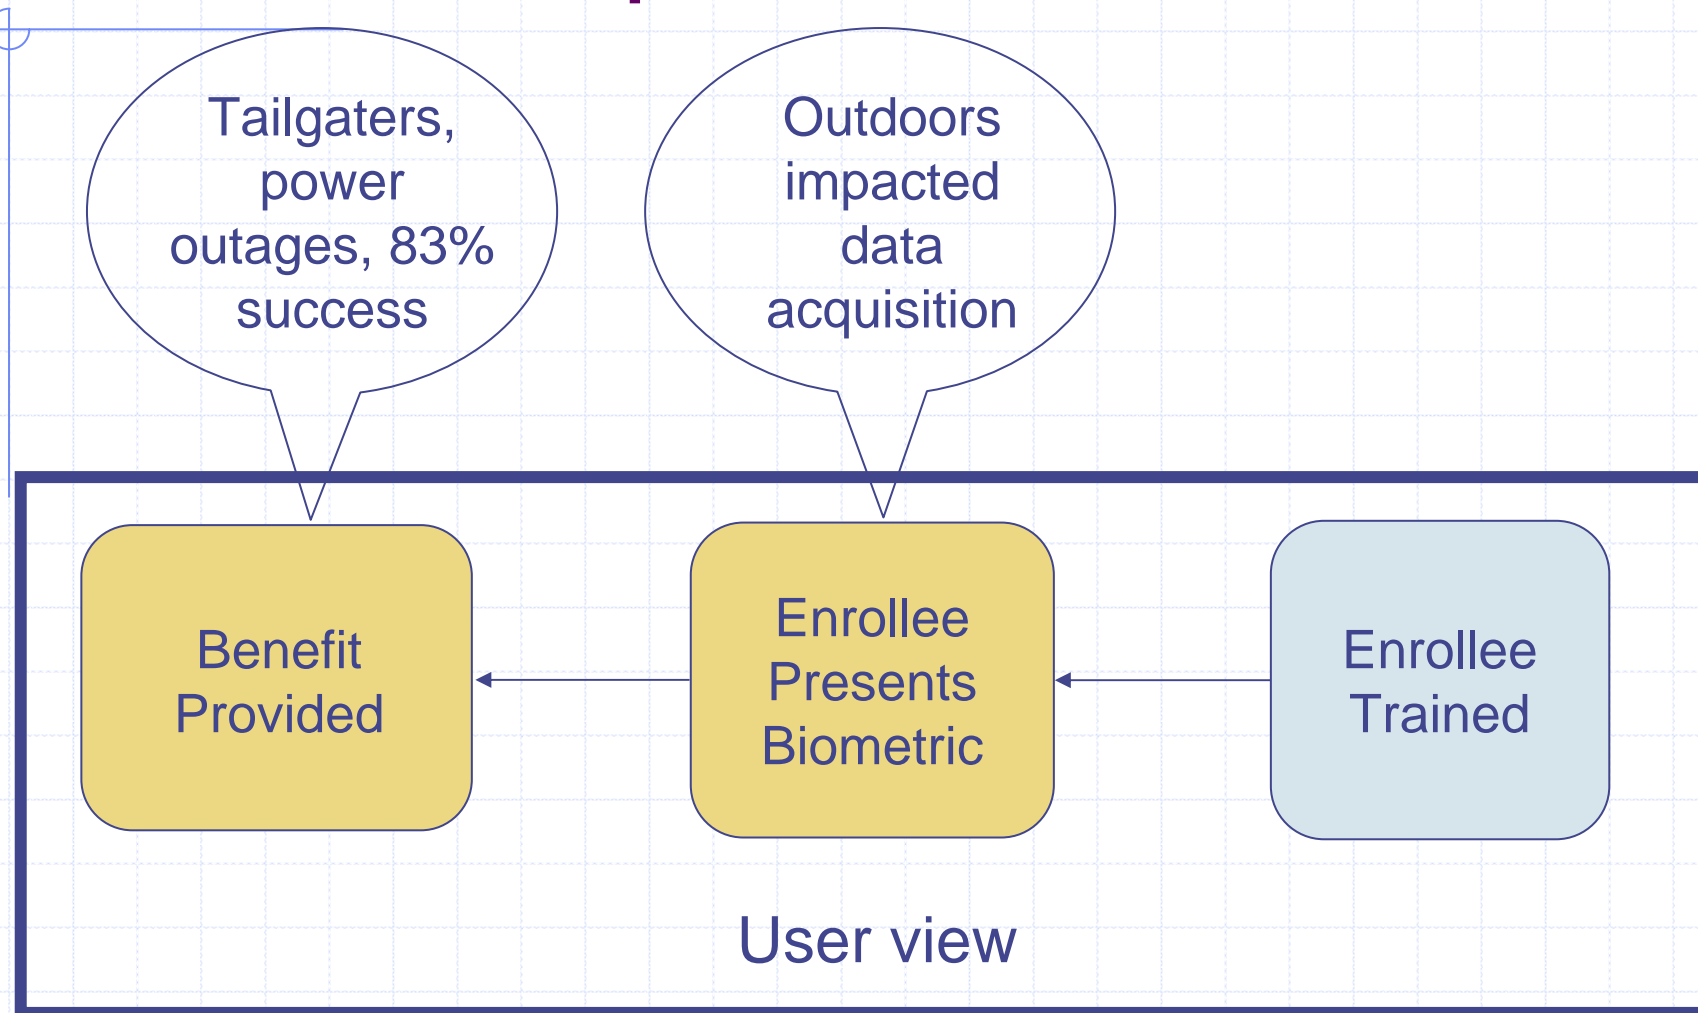 Tailgaters,
power
outages, 83%
success
Outdoors
impacted
data
acquisition
Benefit
Provided
Enrollee
Presents
Biometric
Enrollee
Trained
User view